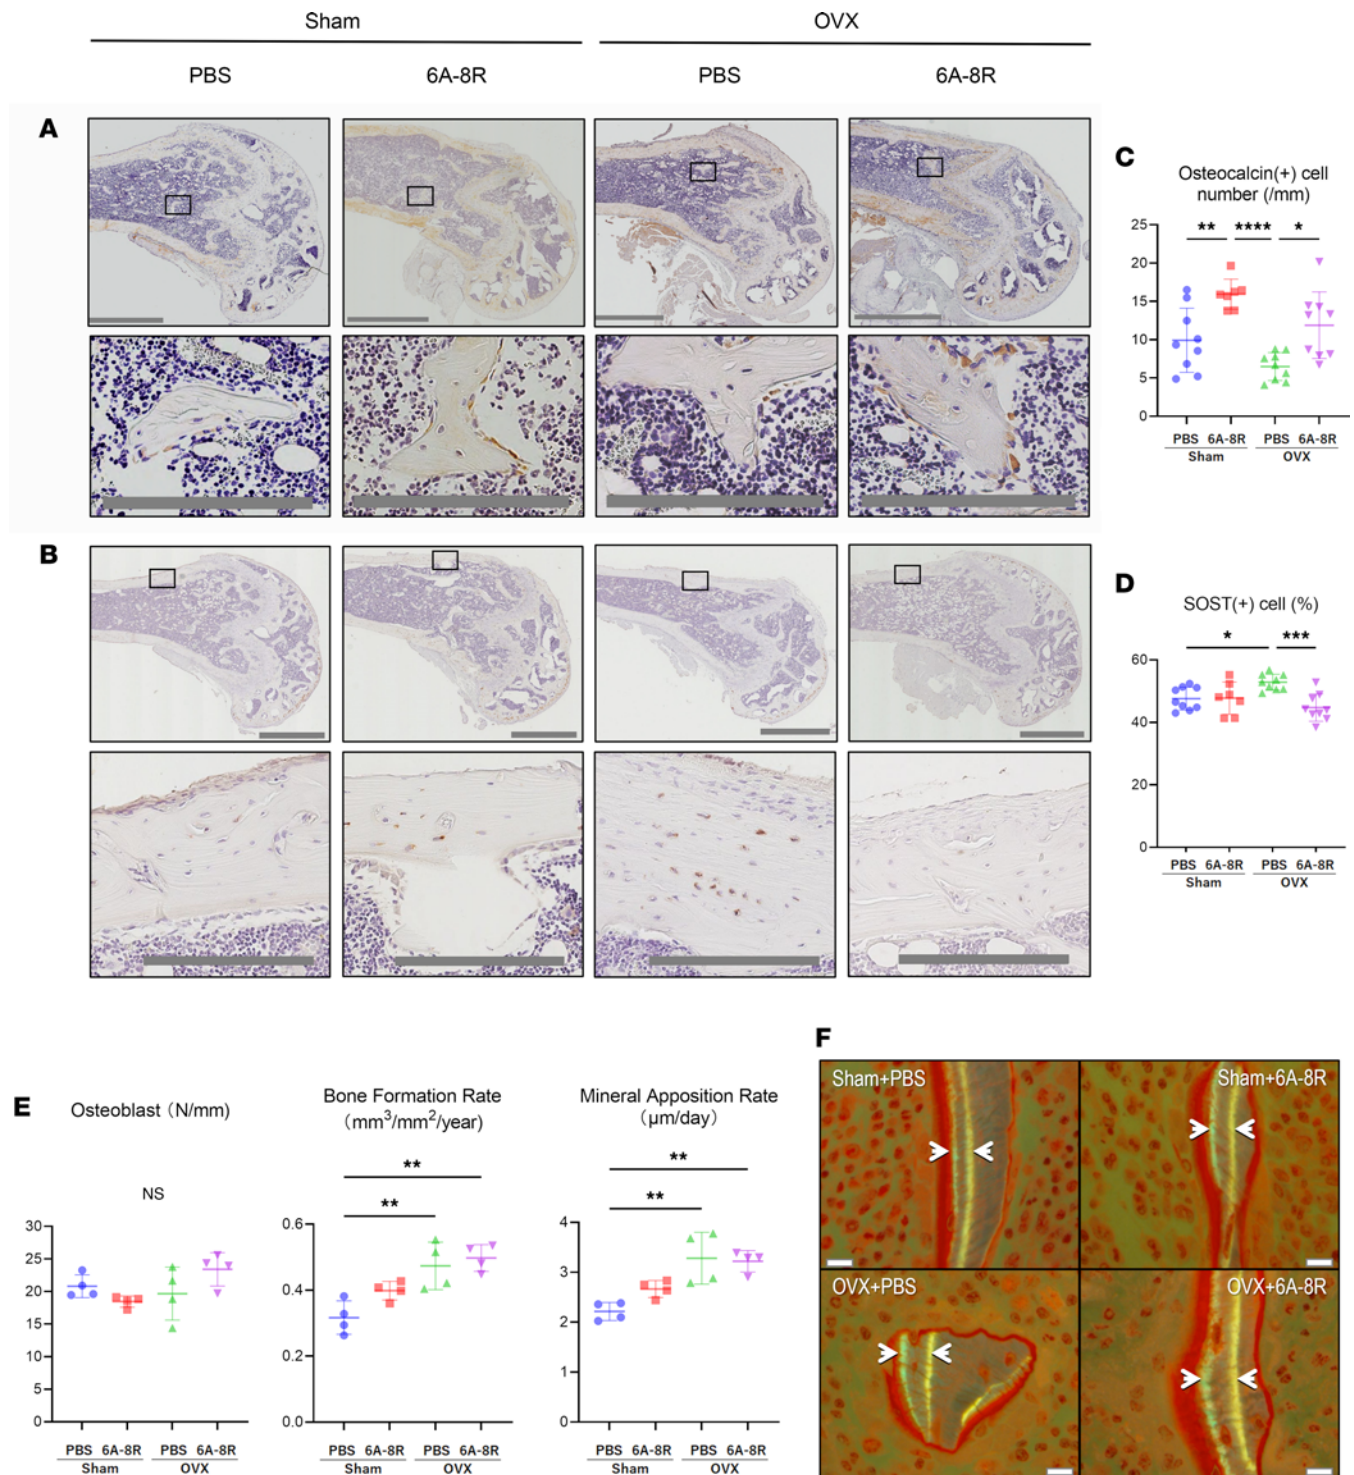 Sham OVX
PBS 6A-8R PBS 6A-8R
A
B
C
Osteocalcin(+) cell
number (/mm)
** **** *
25
20
15
10
5
0
PBS 6A-8R PBS 6A-8R
Sham OVX
D
SOST(+) cell (%)
* ***
60
40
20
0
PBS 6A-8R PBS 6A-8R
Sham OVX
E
Osteoblast (N/mm)
NS
30
25
20
15
10
5
0
PBS 6A-8R PBS 6A-8R
Sham OVX
Bone Formation Rate
(mm³/mm²/year)
**
**
0.6
0.4
0.2
0.0
PBS 6A-8R PBS 6A-8R
Sham OVX
Mineral Apposition Rate
(μm/day)
**
**
4
3
2
1
0
PBS 6A-8R PBS 6A-8R
Sham OVX
F
Sham+PBS Sham+6A-8R
OVX+PBS OVX+6A-8R